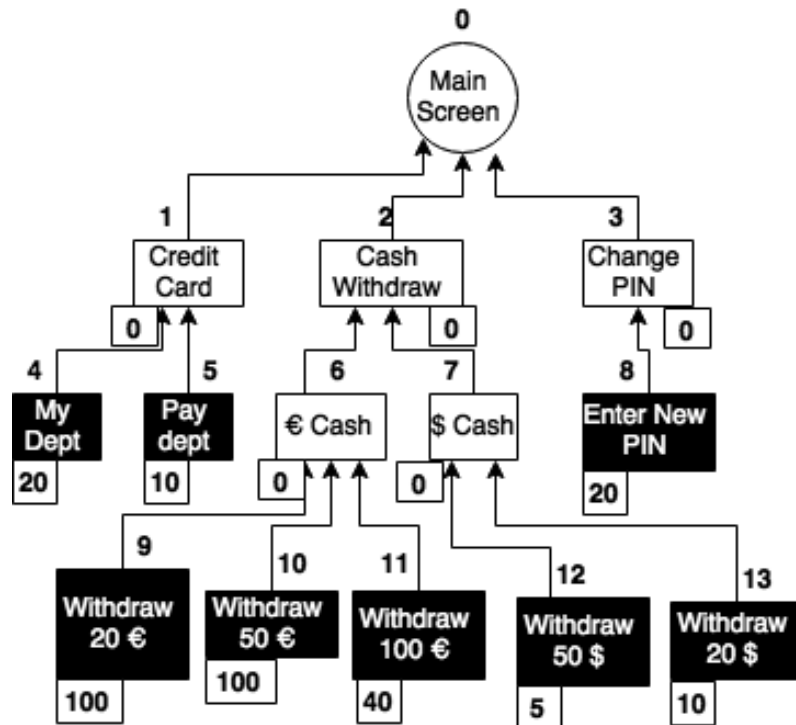 0
Main
Screen
1
2
3
Credit
Card
Cash
Withdraw
Change
PIN
0
0
0
4
5
6
7
8
My
Dept
Pay
dept
€ Cash
$ Cash
Enter New
PIN
20
10
0
0
20
9
10
11
12
13
Withdraw
20 €
Withdraw
50 €
Withdraw
100 €
Withdraw
50 $
Withdraw
20 $
100
100
40
5
10